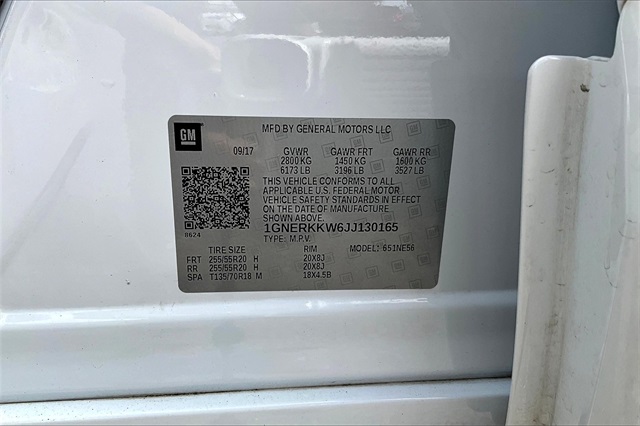 GM
MFD BY GENERAL MOTORS LLC
09/17 GVWR GAWR FRT GAWR RR
2800 KG 1450 KG 1600 KG
6173 LB 3196 LB 3527 LB
THIS VEHICLE CONFORMS TO ALL
APPLICABLE U.S. FEDERAL MOTOR
VEHICLE SAFETY STANDARDS IN EFFECT
ON THE DATE OF MANUFACTURE
SHOWN ABOVE.
1GNERKKW6JJ130165
0624
TYPE: M.P.V. MODEL: 651NE56
TIRE SIZE RIM
FRT 255/55R20 H 20X8J
RR 255/55R20 H 20X8J
SPA T135/70R18 M 18X4.5B